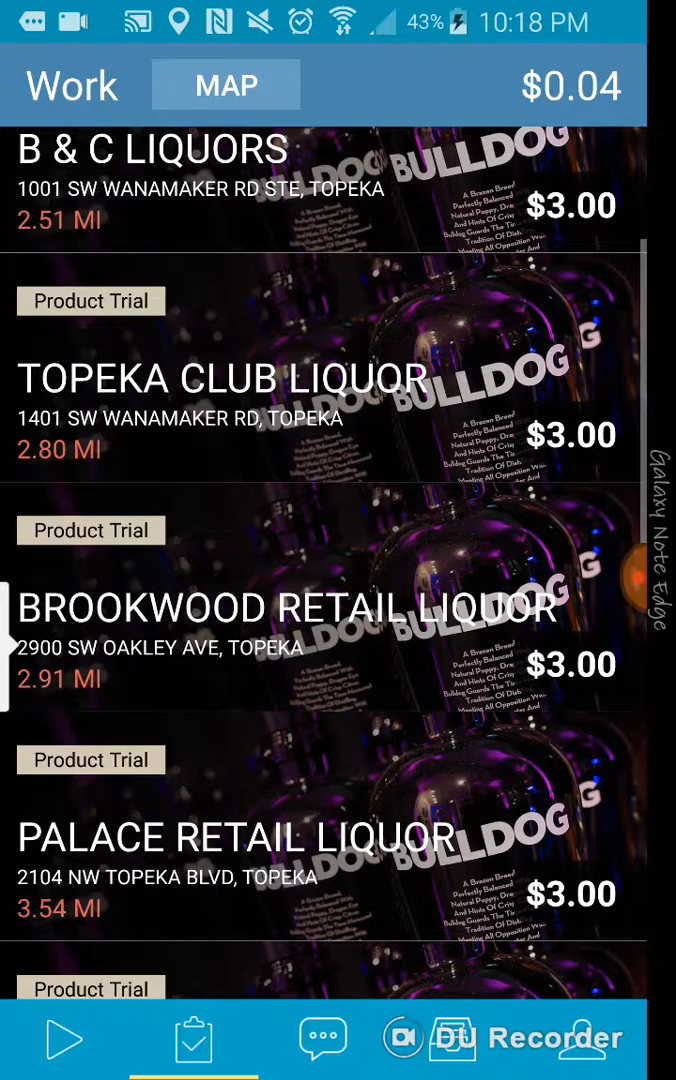 43% 10:18 PM
Work MAP $0.04
BULLDOG
B & C LIQUORS
1001 SW WANAMAKER RD STE, TOPEKA
$3.00
2.51 MI
Product Trial
BULLDOG
TOPEKA CLUB LIQUOR
1401 SW WANAMAKER RD, TOPEKA
$3.00
2.80 MI
Galaxy Note Edge
Product Trial
BULLDOG
BROOKWOOD RETAIL LIQUOR
2900 SW OAKLEY AVE, TOPEKA
$3.00
2.91 MI
Product Trial
BULLDOG
PALACE RETAIL LIQUOR
2104 NW TOPEKA BLVD, TOPEKA
$3.00
3.54 MI
Product Trial
DU Recorder